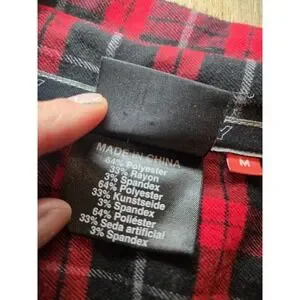 MADE IN CHINA
64% Polyester
33% Rayon
3% Spandex
64% Polyester
33% Kunstseide
3% Spandex
64% Poliéster
33% Seda artificial
3% Spandex
M